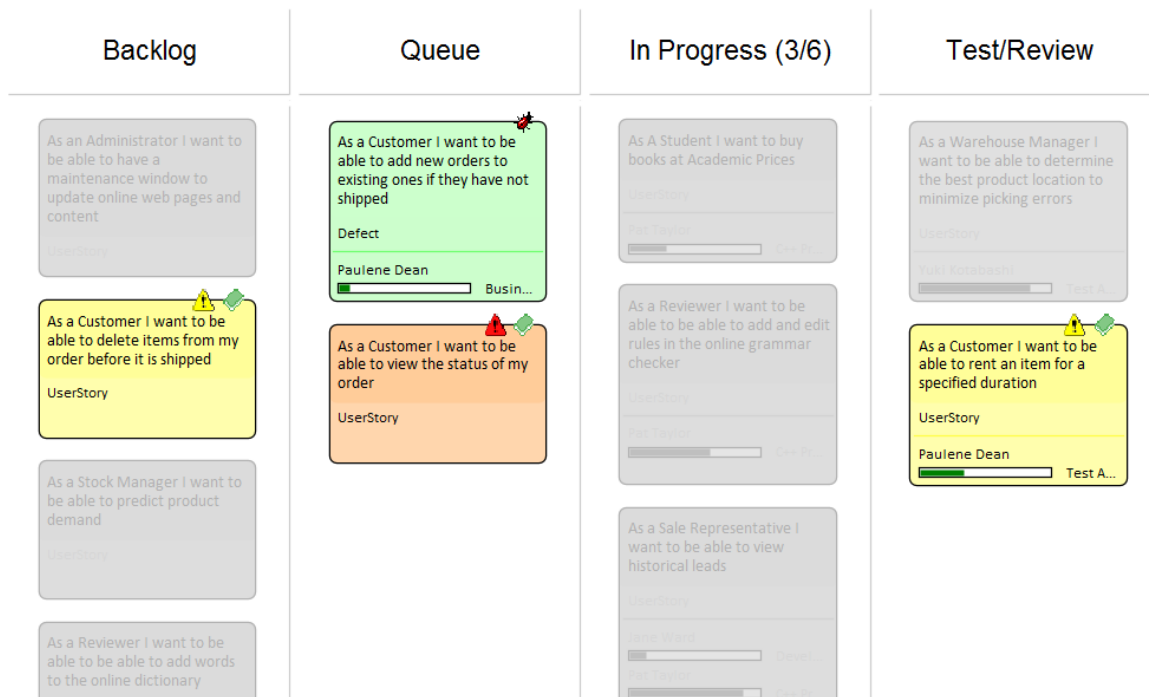 Backlog
Queue
In Progress (3/6)
Test/Review
As an Administrator I want to
be able to have a
maintenance window to
update online web pages and
content
UserStory
As a Customer I want to be
able to delete items from my
order before it is shipped
UserStory
As a Stock Manager I want to
be able to predict product
demand
UserStory
As a Reviewer I want to be
able to be able to add words
to the online dictionary
As a Customer I want to be
able to add new orders to
existing ones if they have not
shipped
Defect
Paulene Dean
Busin...
As a Customer I want to be
able to view the status of my
order
UserStory
As A Student I want to buy
books at Academic Prices
UserStory
Pat Taylor
C++ Pr...
As a Reviewer I want to be
able to be able to add and edit
rules in the online grammar
checker
UserStory
Pat Taylor
C++ Pr...
As a Sale Representative I
want to be able to view
historical leads
UserStory
Jane Ward
Devel...
Pat Taylor
C++ Pr...
As a Warehouse Manager I
want to be able to determine
the best product location to
minimize picking errors
UserStory
Yuki Kotabashi
Test A...
As a Customer I want to be
able to rent an item for a
specified duration
UserStory
Paulene Dean
Test A...